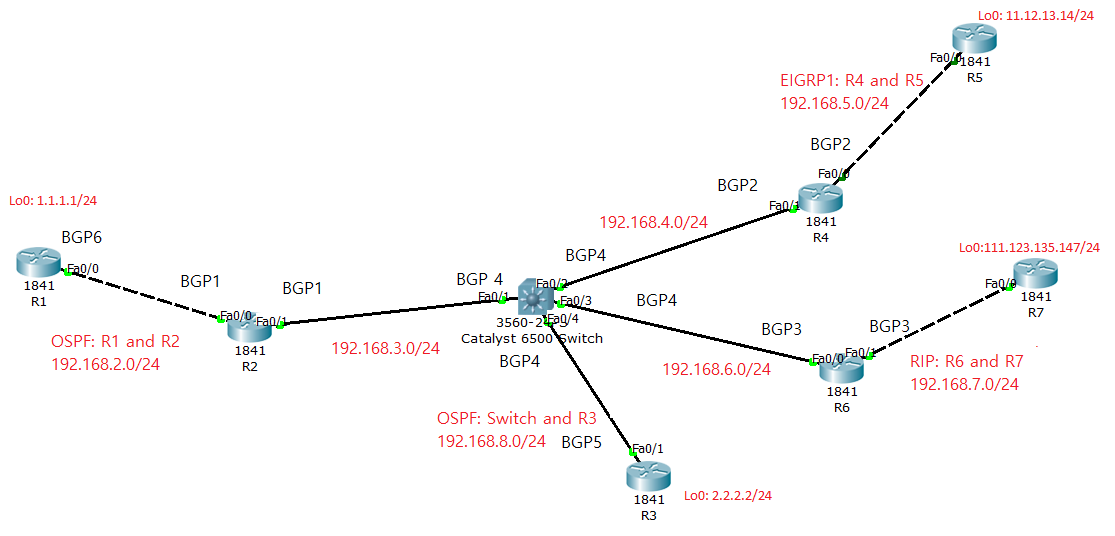 Lo0: 11.12.13.14/24
Fa0/0
1841
R5
EIGRP1: R4 and R5
192.168.5.0/24
BGP2
Fa0/0
BGP2
Fa0/1
1841
R4
192.168.4.0/24
Lo0: 1.1.1.1/24
BGP6
Fa0/0
1841
R1
BGP1
BGP1
Fa0/0
Fa0/1
1841
R2
OSPF: R1 and R2
192.168.2.0/24
192.168.3.0/24
BGP 4
Fa0/1
BGP4
Fa0/3
Fa0/4
Catalyst 6500 Switch
BGP4
BGP4
192.168.6.0/24
Lo0:111.123.135.147/24
Fa0/0
1841
R7
BGP3
BGP3
Fa0/0
Fa0/1
1841
R6
RIP: R6 and R7
192.168.7.0/24
OSPF: Switch and R3
192.168.8.0/24
BGP5
Fa0/1
1841
R3
Lo0: 2.2.2.2/24